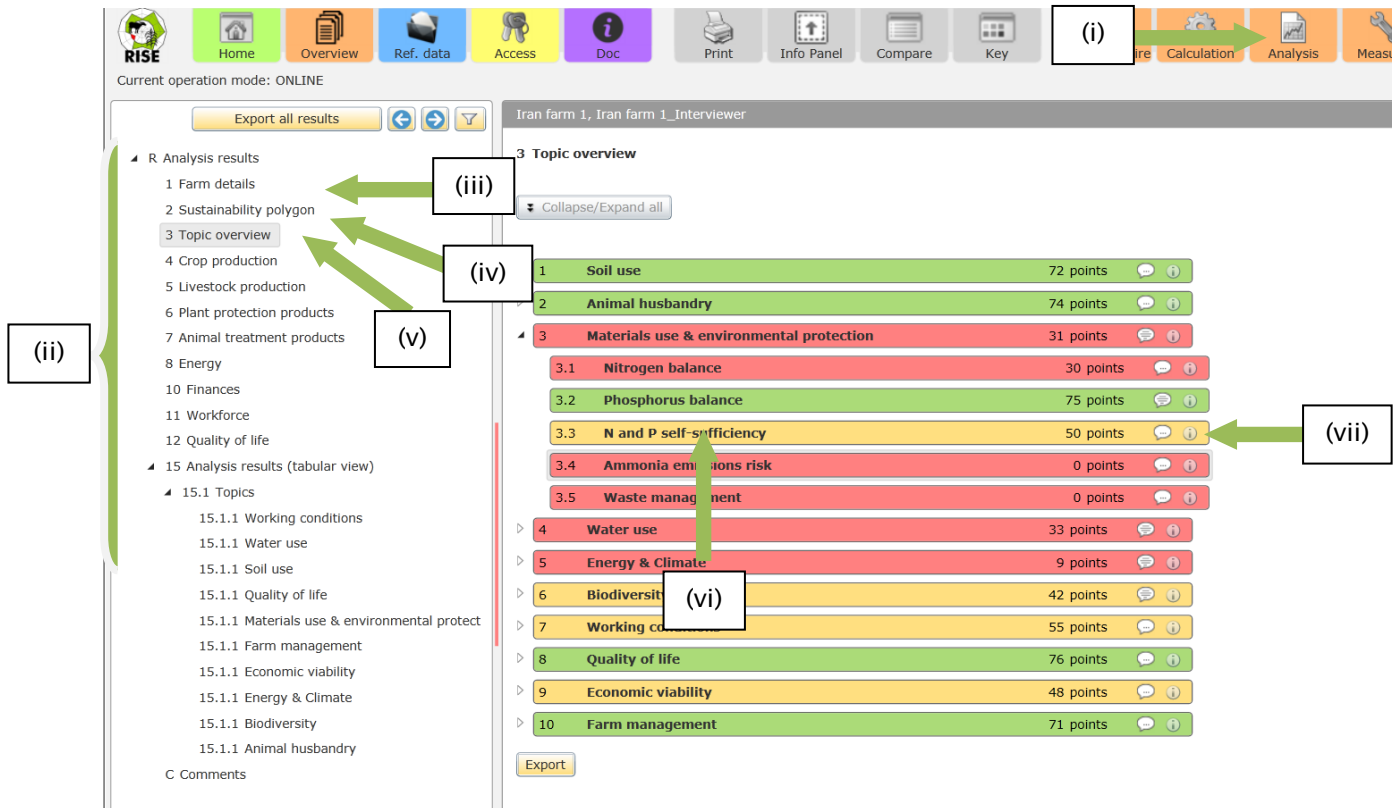 RISE
Home
Overview
Ref. data
Access
Doc
Print
Info Panel
Compare
Key
(i)
ire
Calculation
Analysis
Measu
Current operation mode: ONLINE
Export all results
Iran farm 1, Iran farm 1_Interviewer
R Analysis results
1 Farm details
2 Sustainability polygon
3 Topic overview
4 Crop production
5 Livestock production
6 Plant protection products
7 Animal treatment products
8 Energy
10 Finances
11 Workforce
12 Quality of life
15 Analysis results (tabular view)
15.1 Topics
15.1.1 Working conditions
15.1.1 Water use
15.1.1 Soil use
15.1.1 Quality of life
15.1.1 Materials use & environmental protect
15.1.1 Farm management
15.1.1 Economic viability
15.1.1 Energy & Climate
15.1.1 Biodiversity
15.1.1 Animal husbandry
C Comments
(ii)
(iii)
(iv)
(v)
3 Topic overview
Collapse/Expand all
1 Soil use 72 points
2 Animal husbandry 74 points
3 Materials use & environmental protection 31 points
3.1 Nitrogen balance 30 points
3.2 Phosphorus balance 75 points
3.3 N and P self-sufficiency 50 points
3.4 Ammonia emissions risk 0 points
3.5 Waste management 0 points
4 Water use 33 points
5 Energy & Climate 9 points
6 Biodiversity 42 points
7 Working conditions 55 points
8 Quality of life 76 points
9 Economic viability 48 points
10 Farm management 71 points
(vi)
(vii)
Export